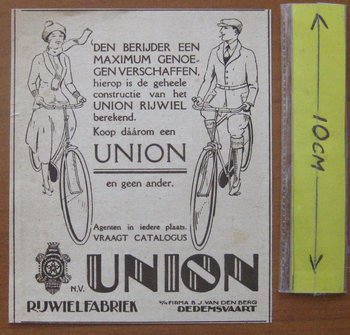 'DEN BERIJDER EEN
MAXIMUM GENOE-
GEN VERSCHAFFEN,
hierop is de geheele
constructie van het
UNION RIJWIEL
berekend.
Koop dáárom een
UNION
en geen ander.
Agenten in iedere plaats.
VRAAGT CATALOGUS
N.V. UNION
RIJWIELFABRIEK
v/h FIRMA B. J. VAN DEN BERG
DEDEMSVAART
10CM